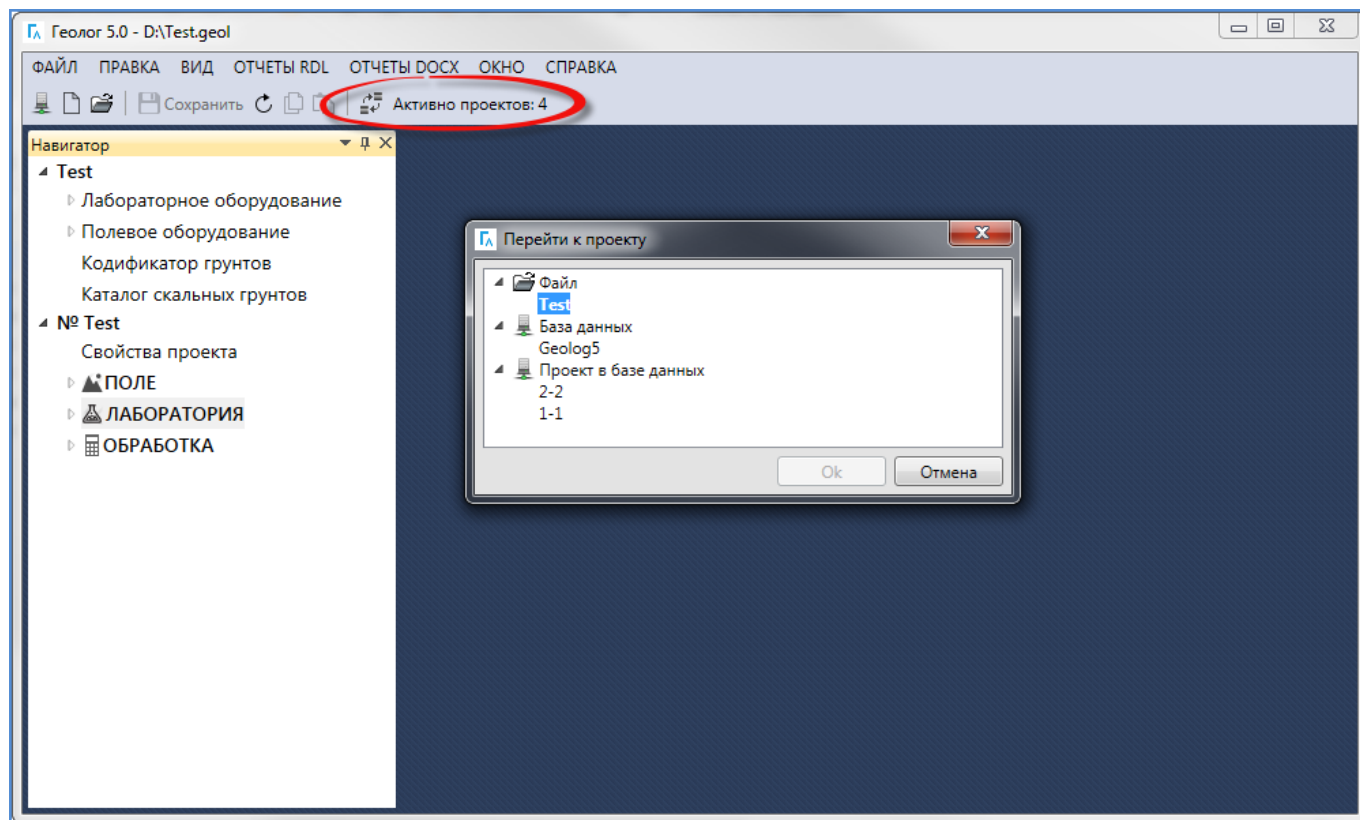 Геолог 5.0 - D:\Test.geol
ФАЙЛ ПРАВКА ВИД ОТЧЕТЫ RDL ОТЧЕТЫ DOCX ОКНО СПРАВКА
Сохранить Активно проектов: 4
Навигатор
Test
Лабораторное оборудование
Полевое оборудование
Кодификатор грунтов
Каталог скальных грунтов
№ Test
Свойства проекта
ПОЛЕ
ЛАБОРАТОРИЯ
ОБРАБОТКА
Перейти к проекту
Файл
Test
База данных
Geolog5
Проект в базе данных
2-2
1-1
Ok Отмена